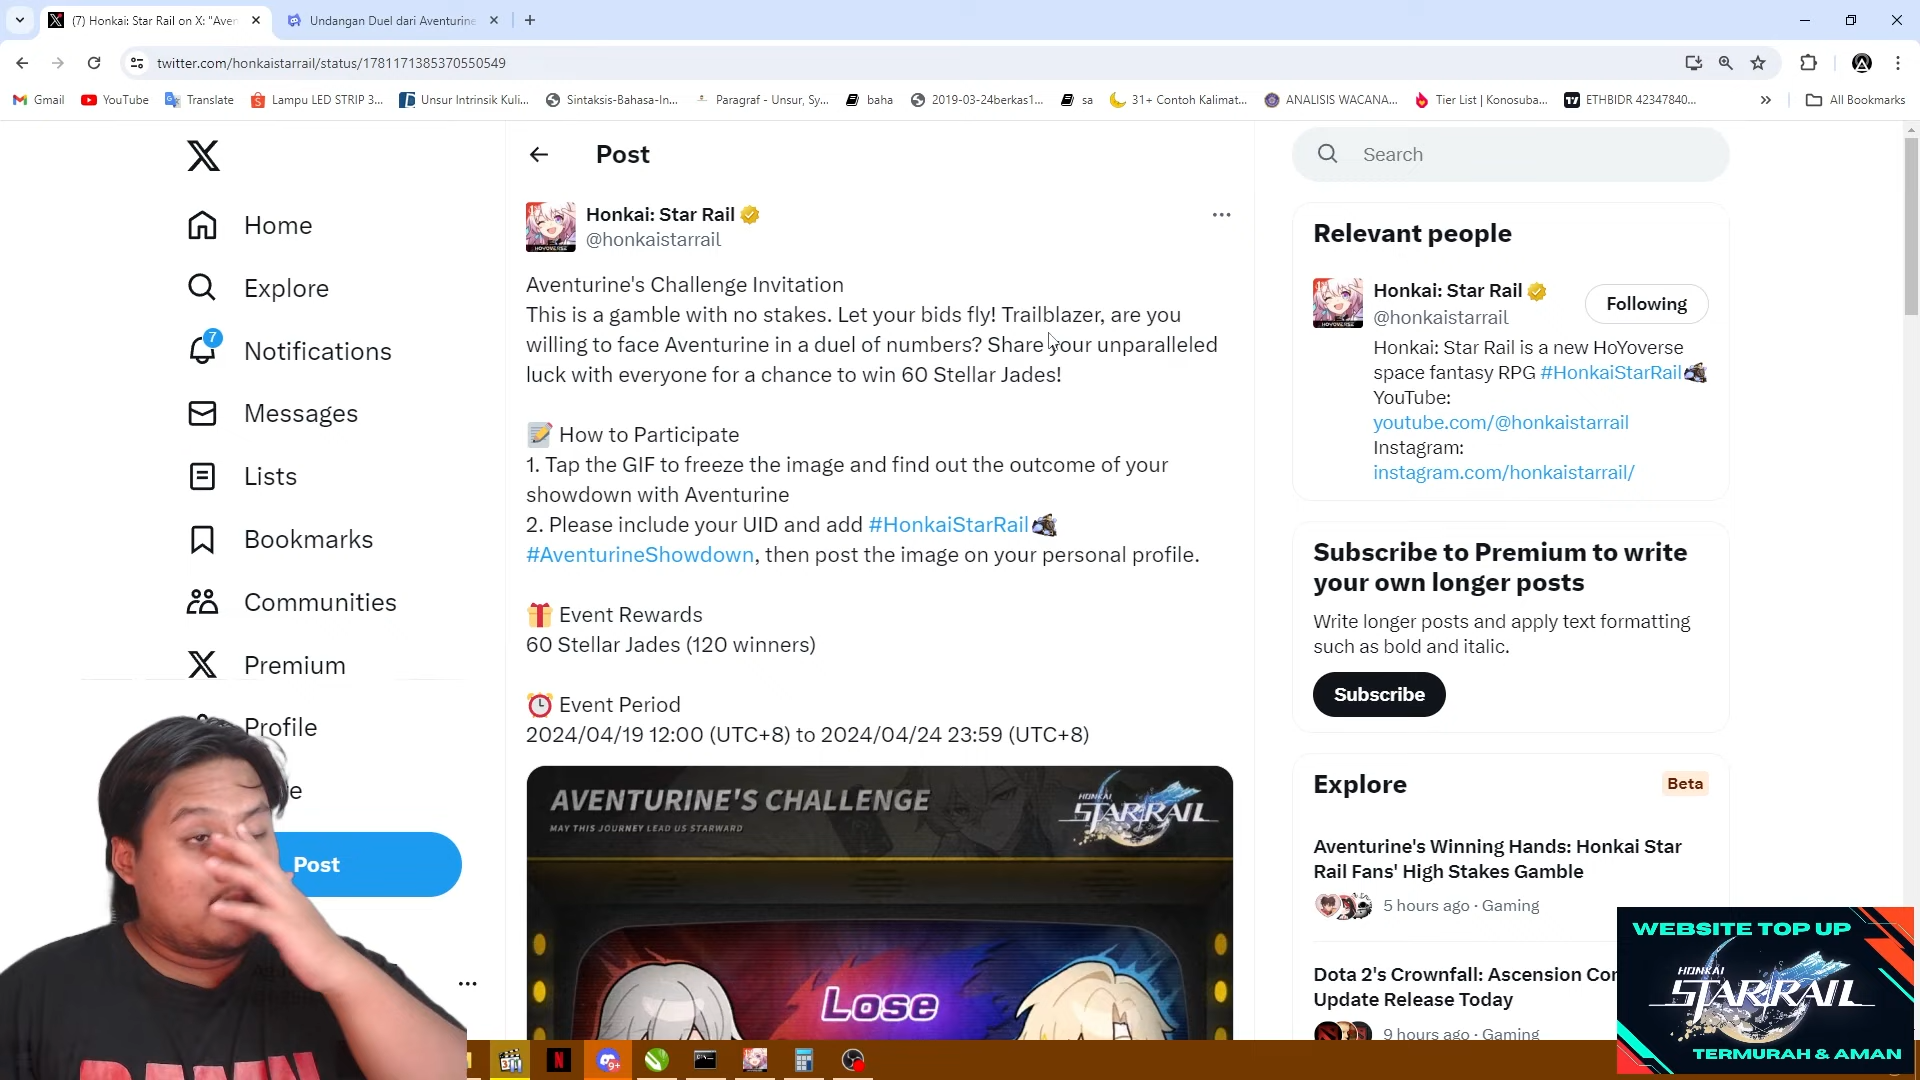 (7) Honkai: Star Rail on X: "Aven
Undangan Duel dari Aventurine
twitter.com/honkaistarrail/status/1781171385370550549
Gmail
YouTube
Translate
Lampu LED STRIP 3...
Unsur Intrinsik Kuli...
Sintaksis-Bahasa-In...
Paragraf - Unsur, Sy...
baha
2019-03-24berkas1...
sa
31+ Contoh Kalimat...
ANALISIS WACANA...
Tier List | Konosuba...
ETHBIDR 42347840...
All Bookmarks
Home
Explore
7
Notifications
Messages
Lists
Bookmarks
Communities
Premium
Profile
e
Post
Post
Honkai: Star Rail
@honkaistarrail
Aventurine's Challenge Invitation
This is a gamble with no stakes. Let your bids fly! Trailblazer, are you
willing to face Aventurine in a duel of numbers? Share your unparalleled
luck with everyone for a chance to win 60 Stellar Jades!
How to Participate
1. Tap the GIF to freeze the image and find out the outcome of your
showdown with Aventurine
2. Please include your UID and add #HonkaiStarRail
#AventurineShowdown, then post the image on your personal profile.
Event Rewards
60 Stellar Jades (120 winners)
Event Period
2024/04/19 12:00 (UTC+8) to 2024/04/24 23:59 (UTC+8)
AVENTURINE'S CHALLENGE
MAY THIS JOURNEY LEAD US STARWARD
HONKAI
STAR RAIL
Lose
Search
Relevant people
Honkai: Star Rail
@honkaistarrail
Following
Honkai: Star Rail is a new HoYoverse
space fantasy RPG #HonkaiStarRail
YouTube:
youtube.com/@honkaistarrail
Instagram:
instagram.com/honkaistarrail/
Subscribe to Premium to write
your own longer posts
Write longer posts and apply text formatting
such as bold and italic.
Subscribe
Explore
Beta
Aventurine's Winning Hands: Honkai Star
Rail Fans' High Stakes Gamble
5 hours ago · Gaming
Dota 2's Crownfall: Ascension Con
Update Release Today
9 hours ago · Gaming
WEBSITE TOP UP
HONKAI
STAR RAIL
TERMURAH & AMAN